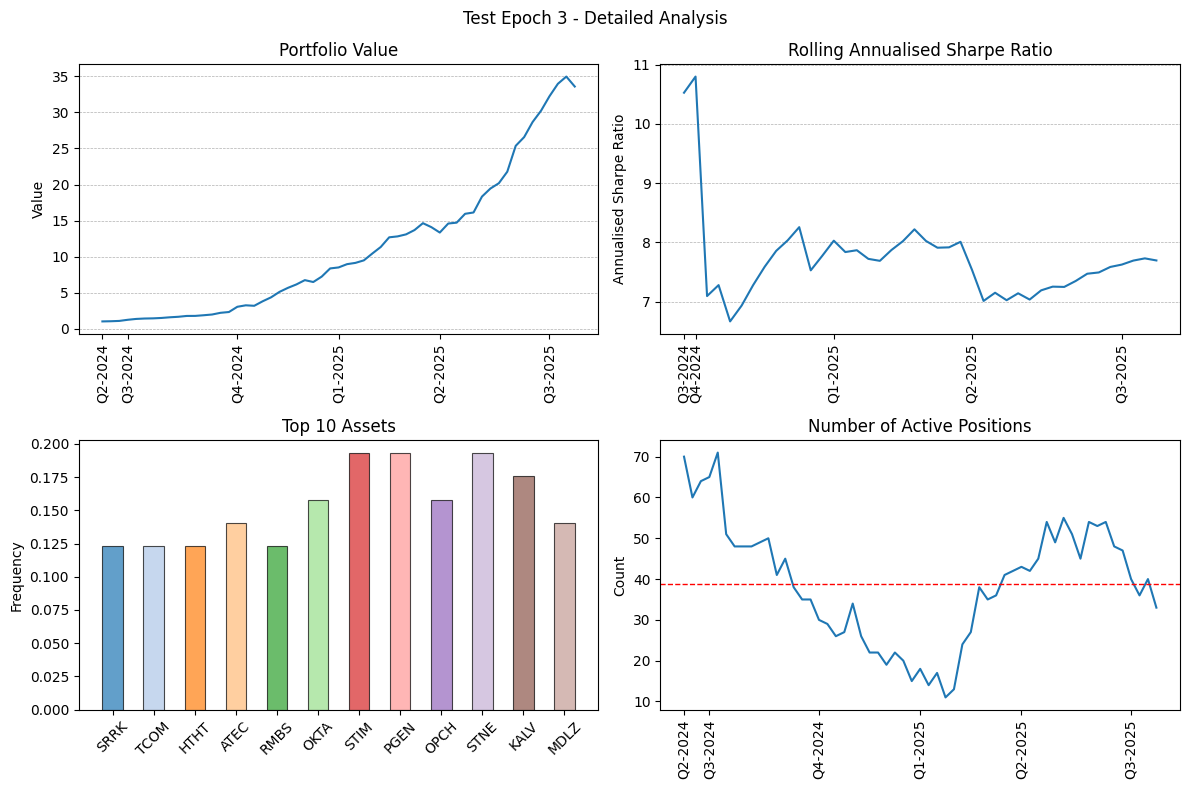 Test Epoch 3 - Detailed Analysis
Portfolio Value
Value
35
30
25
20
15
10
5
0
Q2-2024
Q3-2024
Q4-2024
Q1-2025
Q2-2025
Q3-2025
Rolling Annualised Sharpe Ratio
Annualised Sharpe Ratio
11
10
9
8
7
Q3-2024
Q4-2024
Q1-2025
Q2-2025
Q3-2025
Top 10 Assets
Frequency
0.200
0.175
0.150
0.125
0.100
0.075
0.050
0.025
0.000
SRRK
TCOM
HTHT
ATEC
RMBS
OKTA
STIM
PGEN
OPCH
STNE
KALV
MDLZ
Number of Active Positions
Count
70
60
50
40
30
20
10
Q2-2024
Q3-2024
Q4-2024
Q1-2025
Q2-2025
Q3-2025